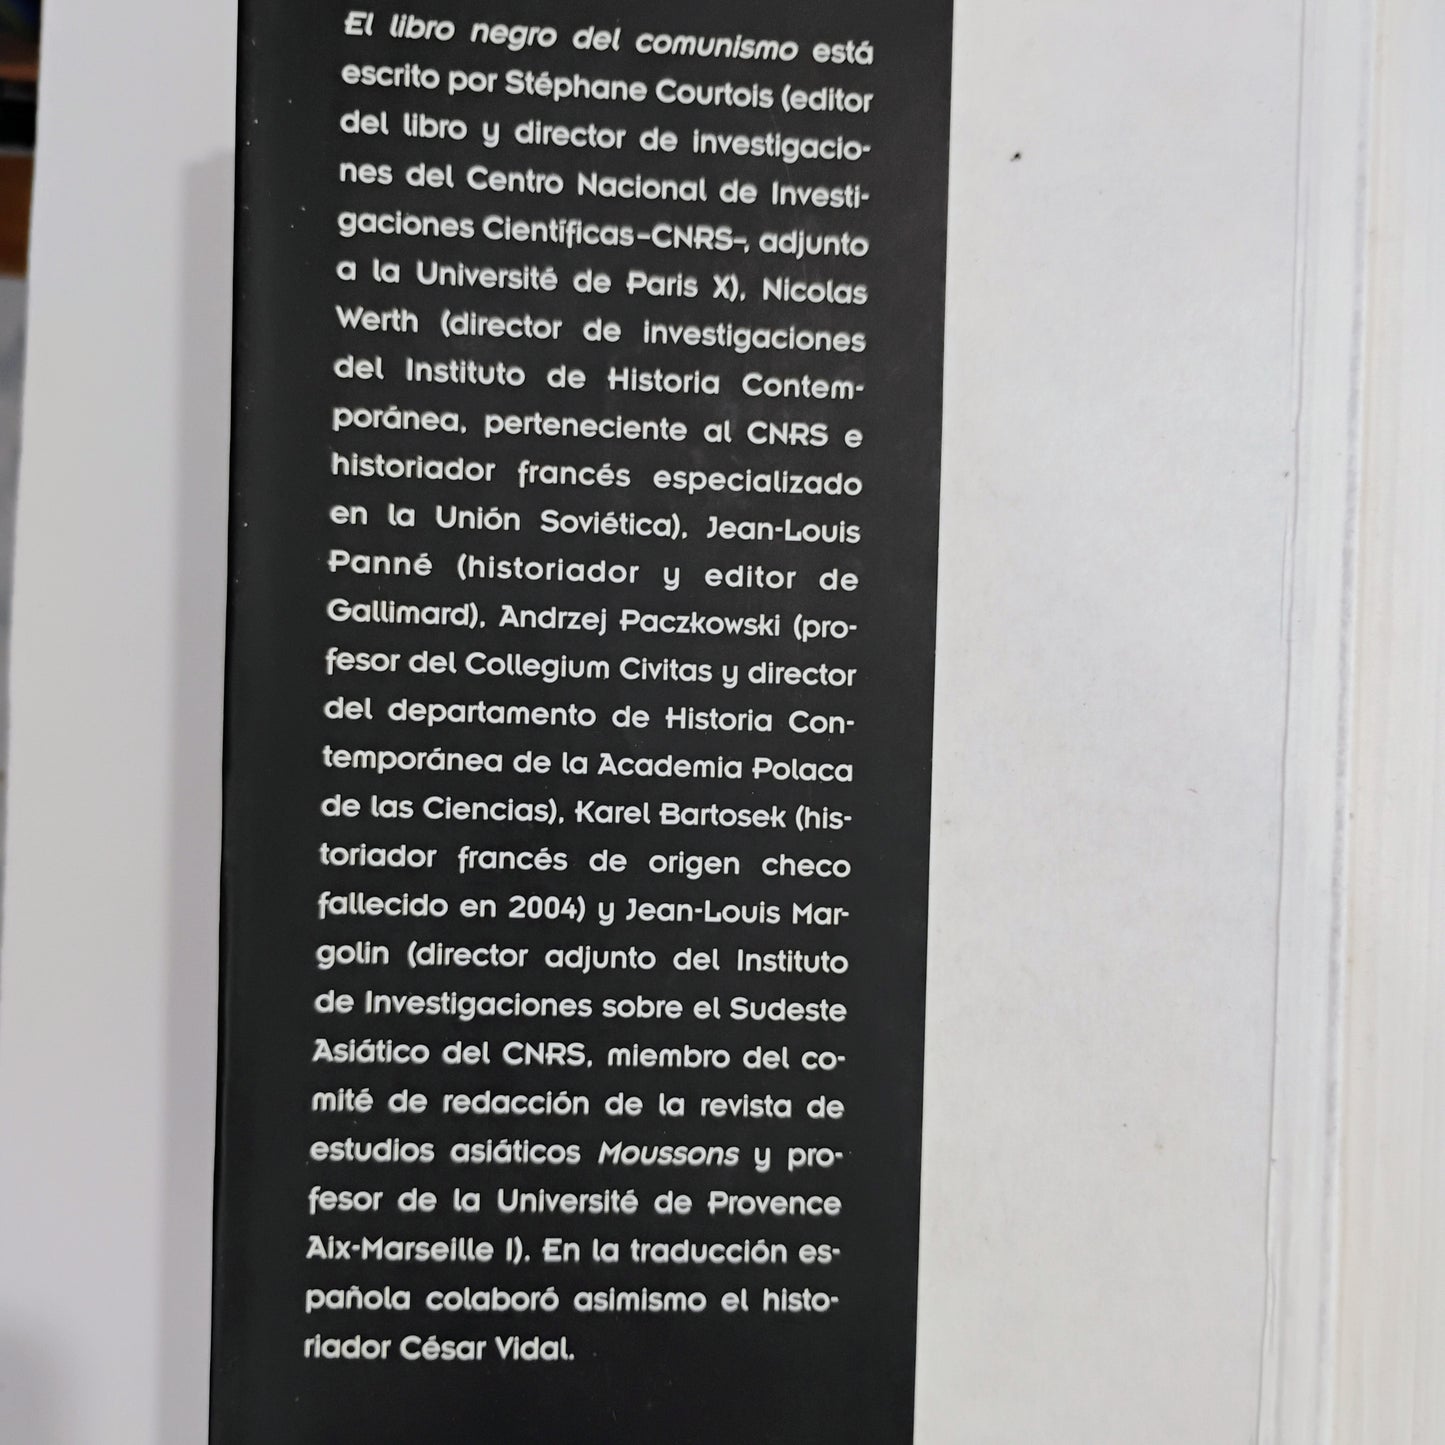 El libro negro del comunismo está
escrito por Stéphane Courtois (editor
del libro y director de investigacio-
nes del Centro Nacional de Investi-
gaciones Científicas –CNRS–, adjunto
a la Université de Paris X), Nicolas
Werth (director de investigaciones
del Instituto de Historia Contem-
poránea, perteneciente al CNRS e
historiador francés especializado
en la Unión Soviética), Jean-Louis
Panné (historiador y editor de
Gallimard), Andrzej Paczkowski (pro-
fesor del Collegium Civitas y director
del departamento de Historia Con-
temporánea de la Academia Polaca
de las Ciencias), Karel Bartosek (his-
toriador francés de origen checo
fallecido en 2004) y Jean-Louis Mar-
golin (director adjunto del Instituto
de Investigaciones sobre el Sudeste
Asiático del CNRS, miembro del co-
mité de redacción de la revista de
estudios asiáticos Moussons y pro-
fesor de la Université de Provence
Aix-Marseille I). En la traducción es-
pañola colaboró asimismo el histo-
riador César Vidal.